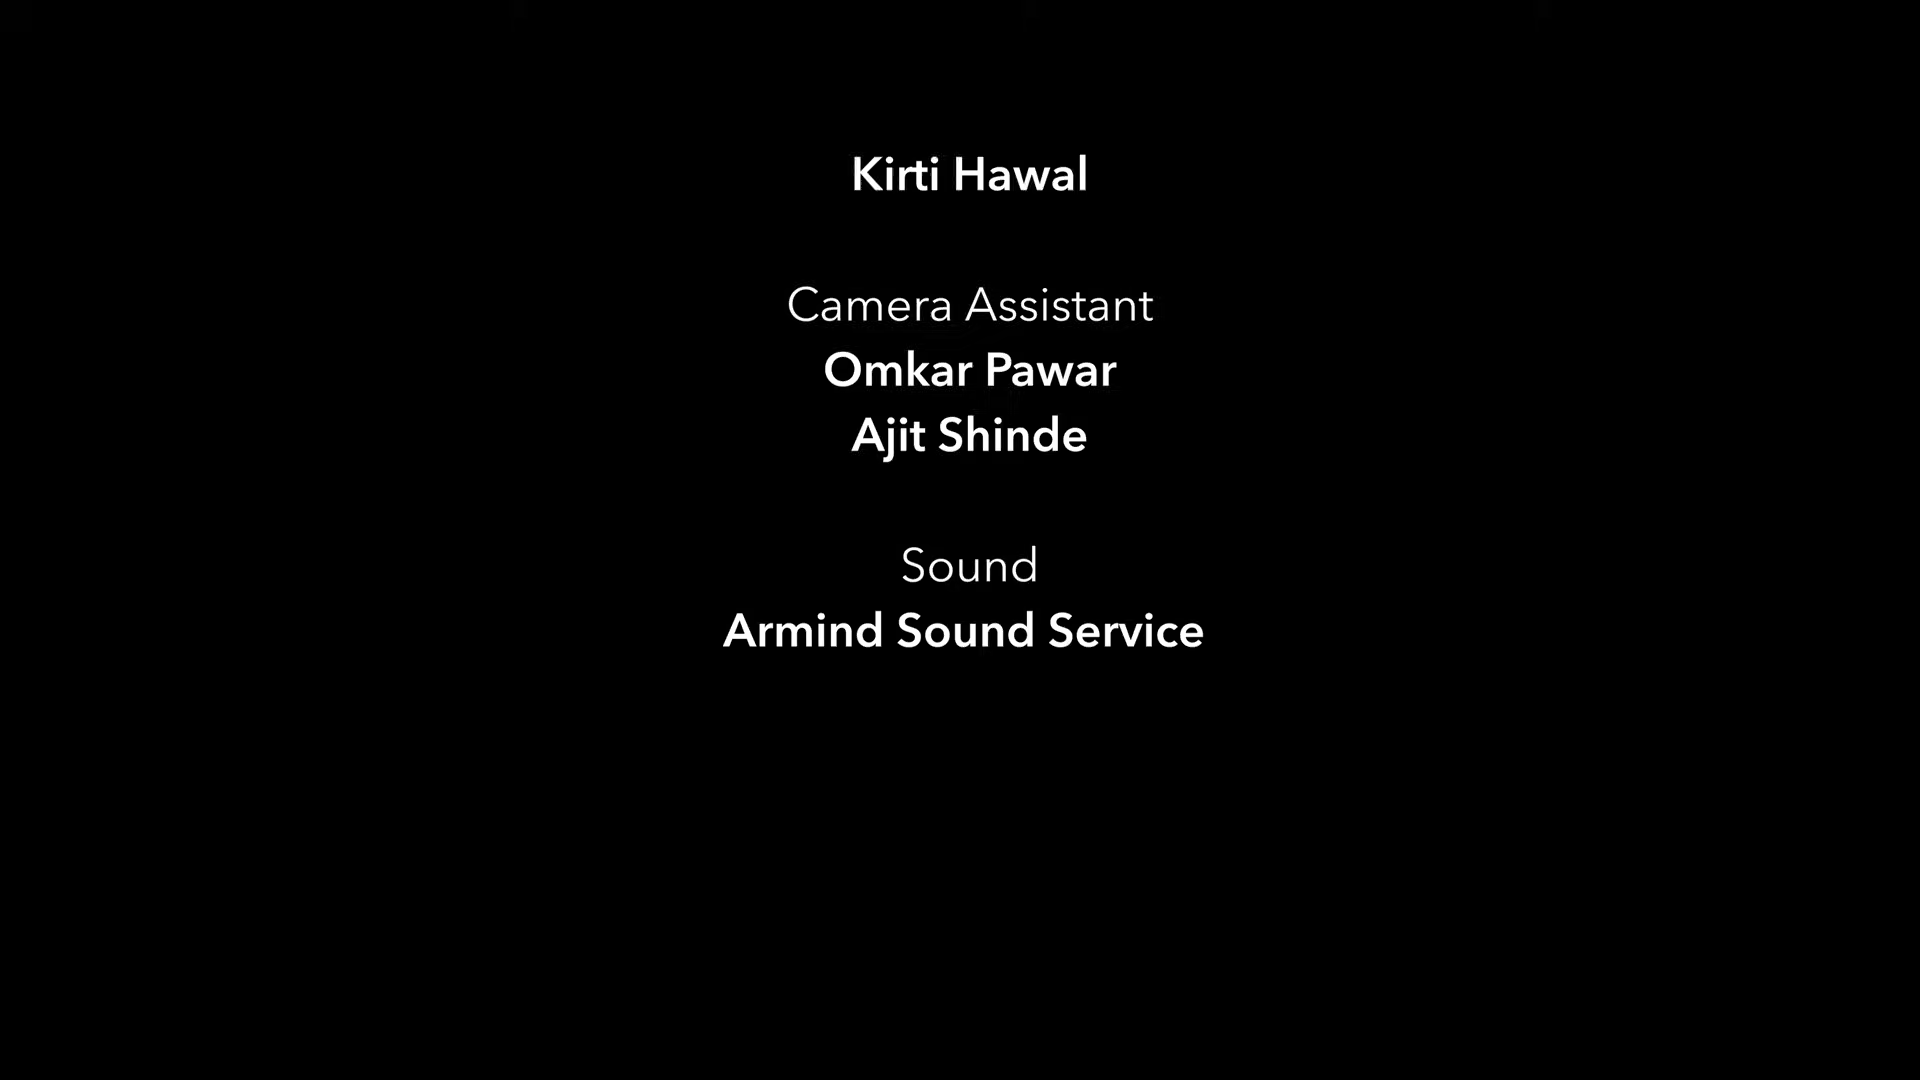 Kirti Hawal
Camera Assistant
Omkar Pawar
Ajit Shinde
Sound
Armind Sound Service